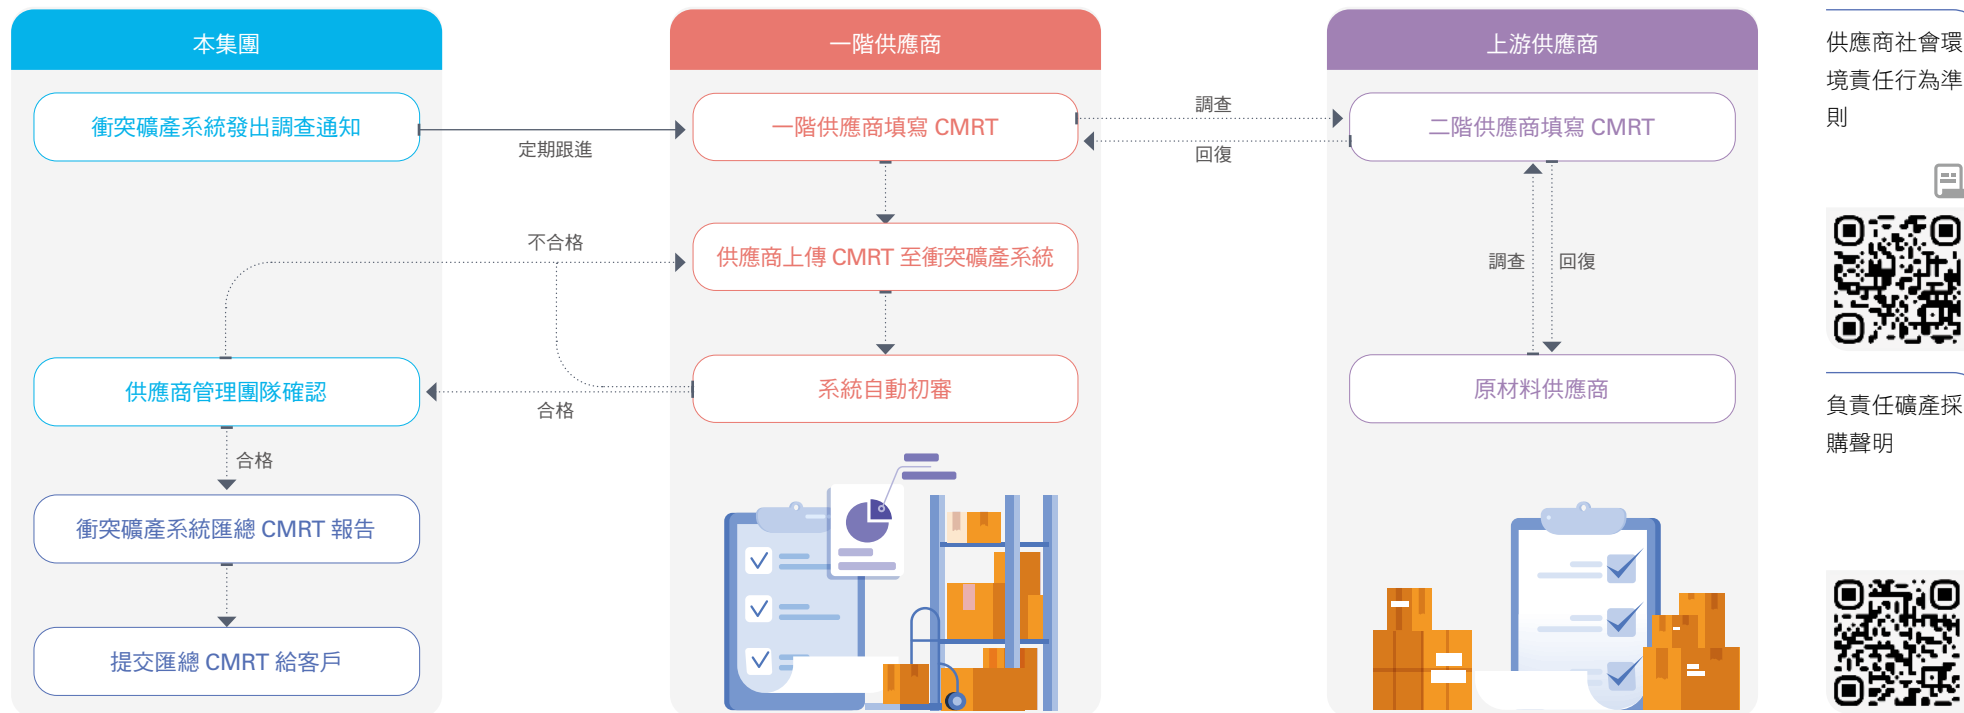 本集團
衝突礦產系統發出調查通知
定期跟進
不合格
供應商管理團隊確認
合格
合格
衝突礦產系統匯總 CMRT 報告
提交匯總 CMRT 給客戶
一階供應商
一階供應商填寫 CMRT
供應商上傳 CMRT 至衝突礦產系統
系統自動初審
調查
回復
上游供應商
二階供應商填寫 CMRT
調查
回復
原材料供應商
供應商社會環
境責任行為準
則
負責任礦產採
購聲明